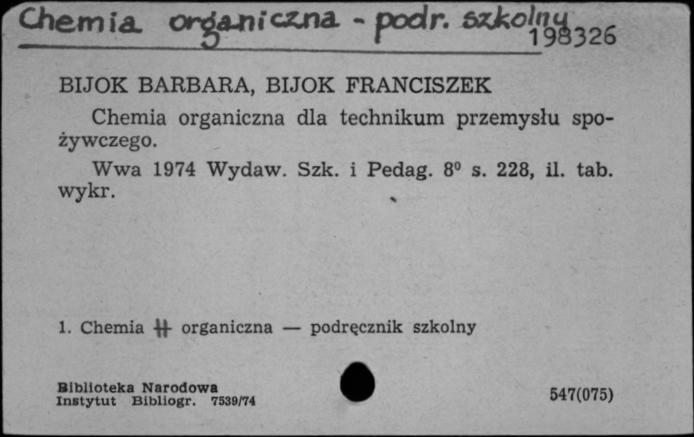 Chemia organiczna - podr. szkolny
198326
BIJOK BARBARA, BIJOK FRANCISZEK
Chemia organiczna dla technikum przemysłu spo-
żywczego.
Wwa 1974 Wydaw. Szk. i Pedag. 8⁰ s. 228, il. tab.
wykr.
1. Chemia # organiczna — podręcznik szkolny
Biblioteka Narodowa
Instytut Bibliogr. 7539/74
547(075)